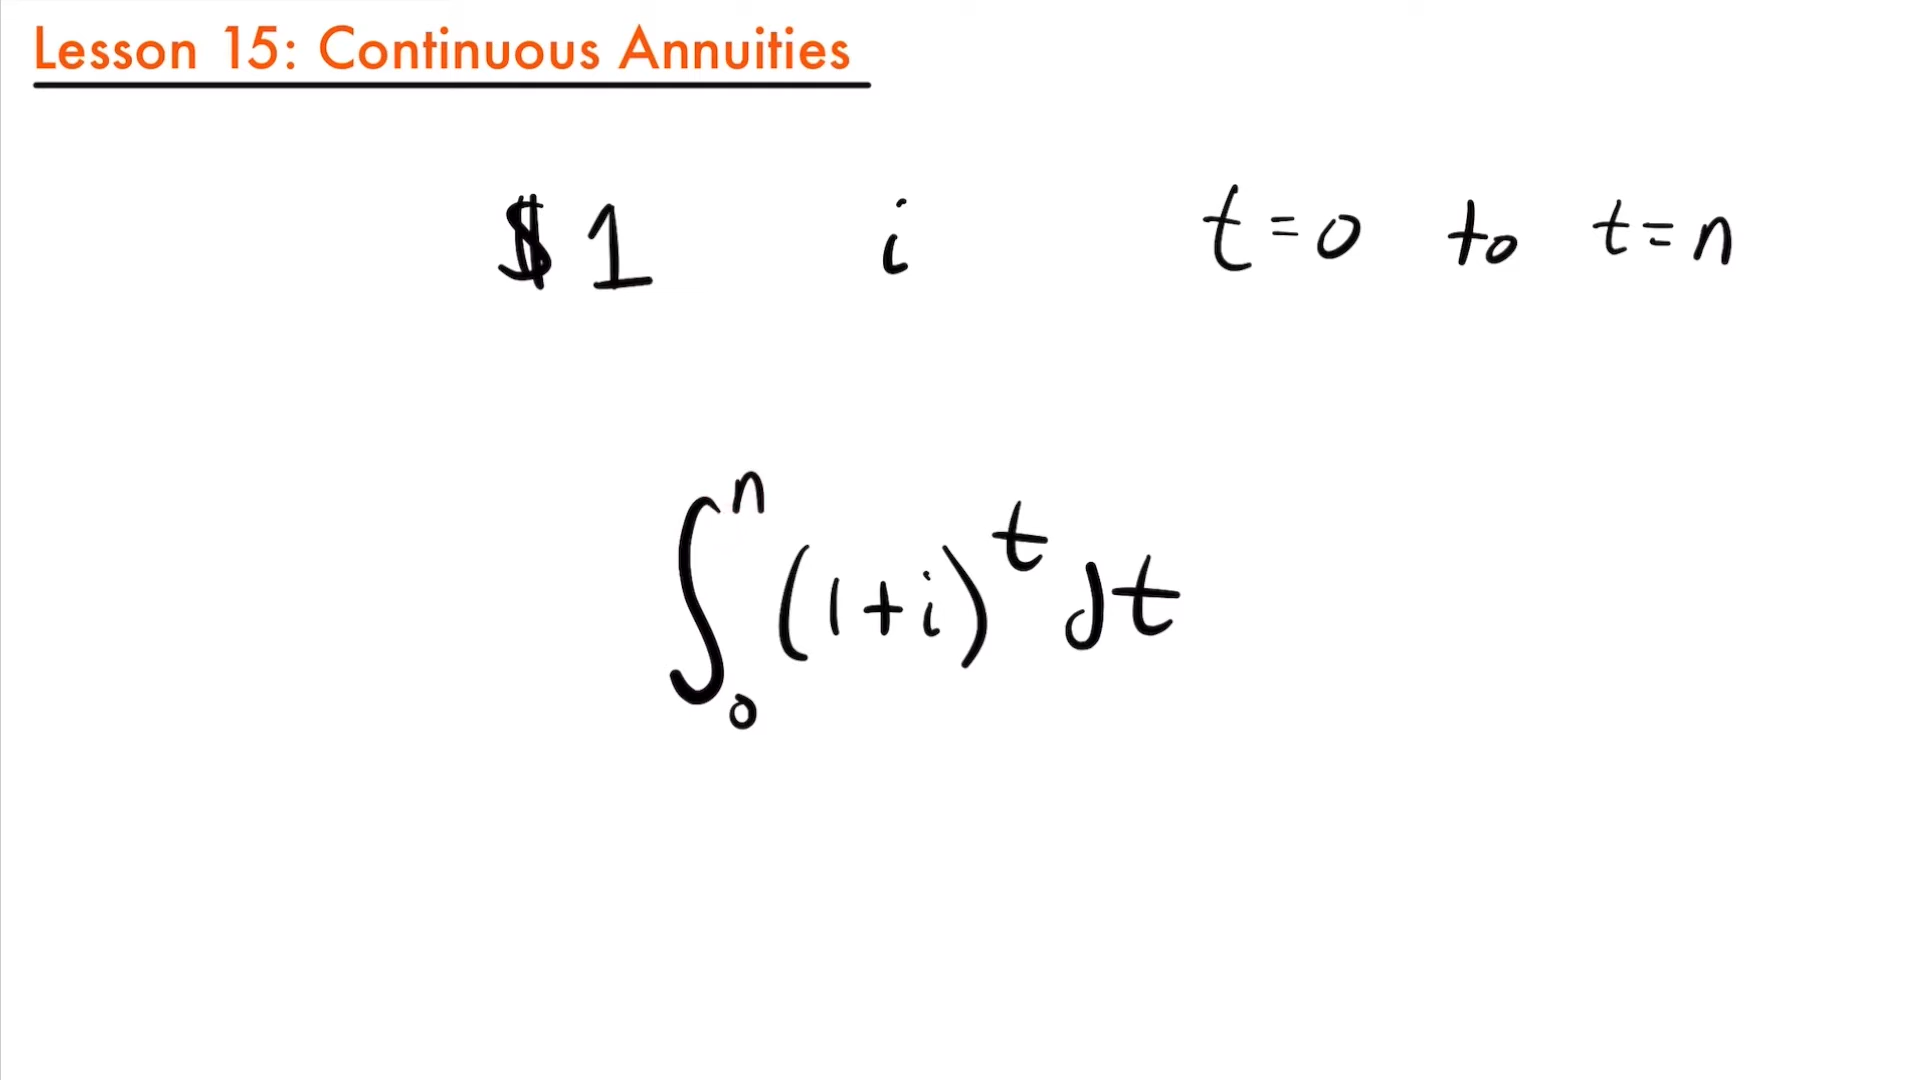 Lesson 15: Continuous Annuities
$1 i t=0 to t=n
∫₀ⁿ (1+i)ᵗ dt